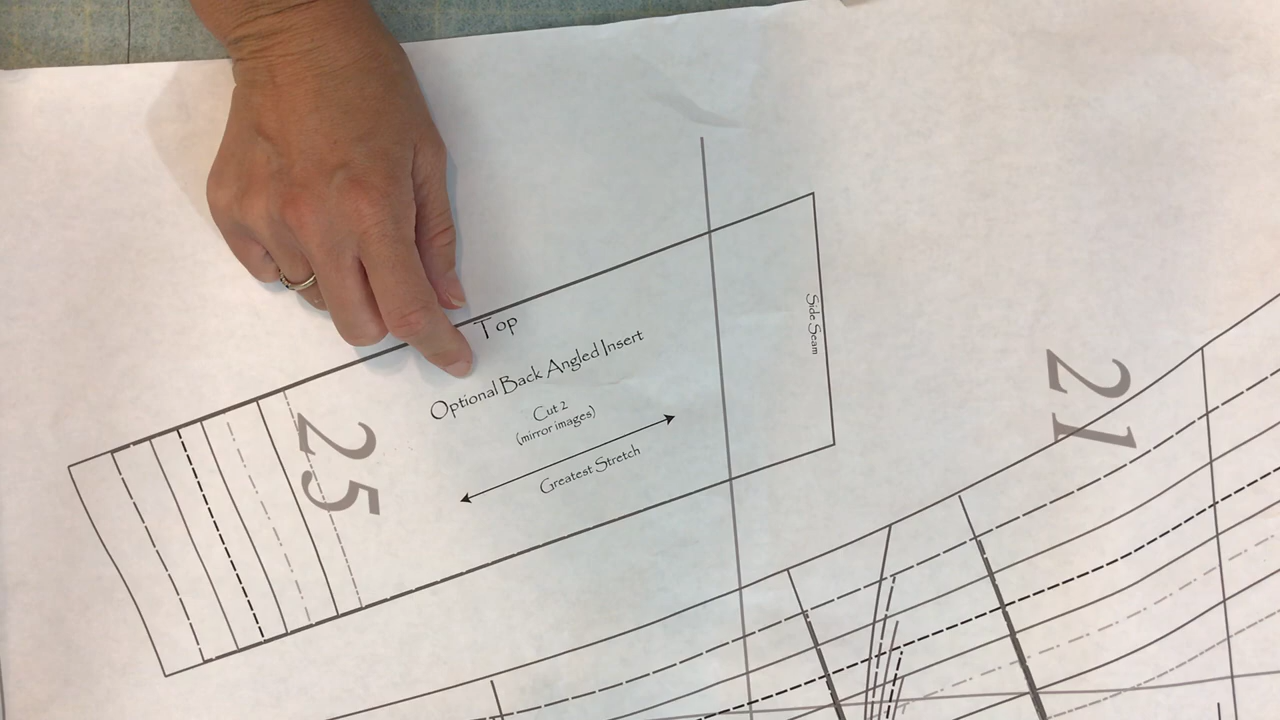 Top
Optional Back Angled Insert
Cut 2
(mirror images)
Greatest Stretch
Side Seam
25
21